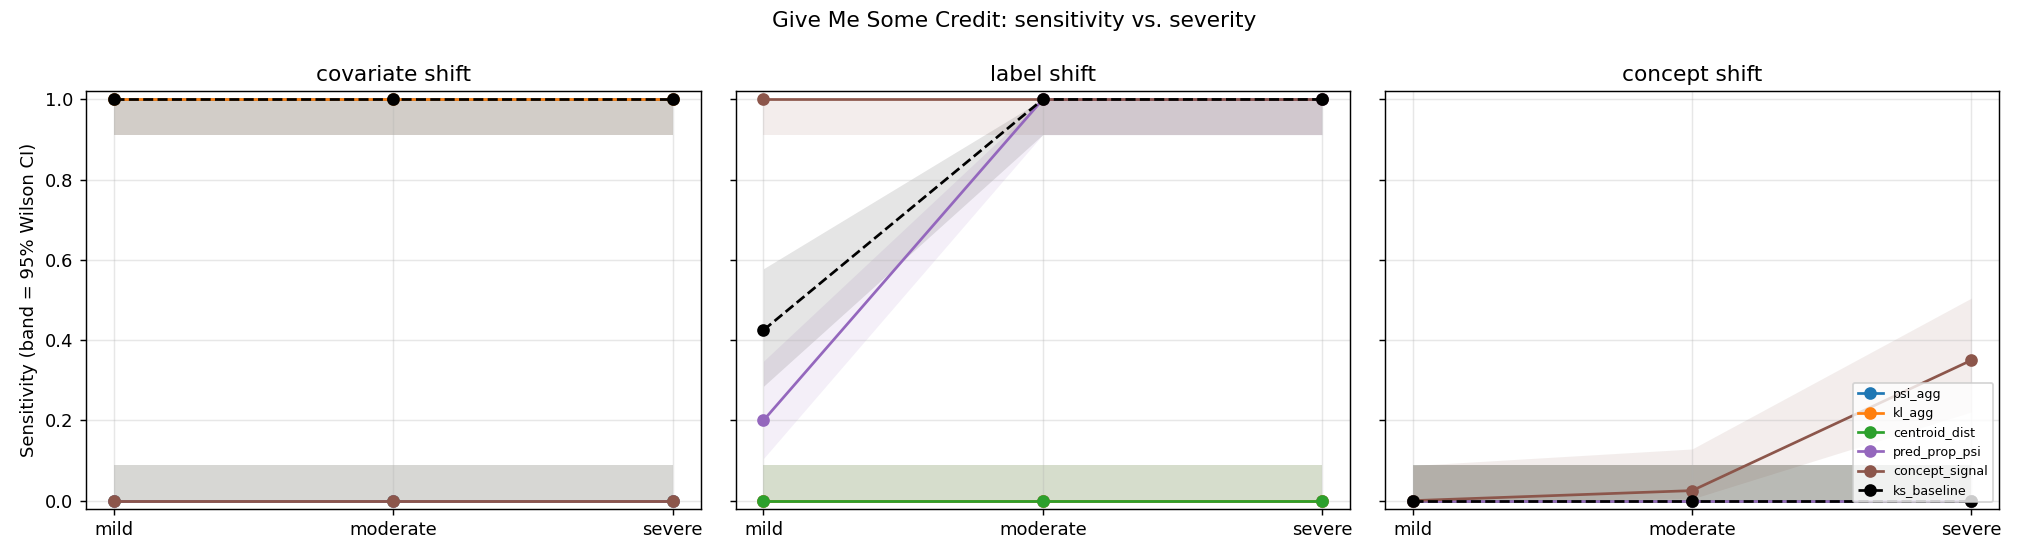 Give Me Some Credit: sensitivity vs. severity
covariate shift
label shift
concept shift
Sensitivity (band = 95% Wilson CI)
1.0
0.8
0.6
0.4
0.2
0.0
mild moderate severe
mild moderate severe
mild moderate severe
psi_agg
kl_agg
centroid_dist
pred_prop_psi
concept_signal
ks_baseline